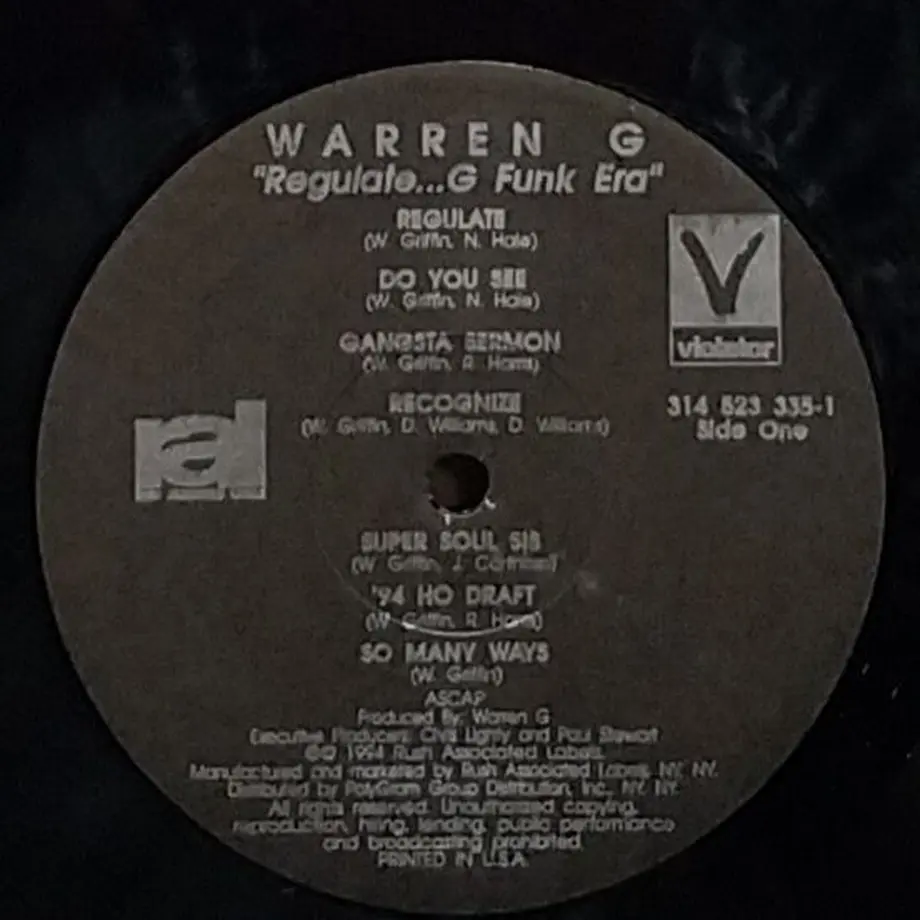 WARREN G
"Regulate...G Funk Era"
REGULATE
(W. Griffin, N. Hale)
DO YOU SEE
(W. Griffin, N. Hale)
GANGSTA SERMON
(W. Griffin, R. Harris)
RECOGNIZE
(W. Griffin, D. Williams, D. Williams)
violator
314 523 335-1
Side One
ral
SUPER SOUL SIS
(W. Griffin, J.
'94 HO DRAFT
(W. Griffin, R. Harris)
SO MANY WAYS
(W. Griffin)
ASCAP
Produced By: Warren G
Executive Producers: Chris Lighty and Paul Stewart
©℗ 1994 Rush Associated Labels.
Manufactured and marketed by Rush Associated Labels, NY, NY.
Distributed by PolyGram Group Distribution, Inc., NY, NY.
All rights reserved. Unauthorized copying,
reproduction, hiring, lending, public performance
and broadcasting prohibited.
PRINTED IN U.S.A.